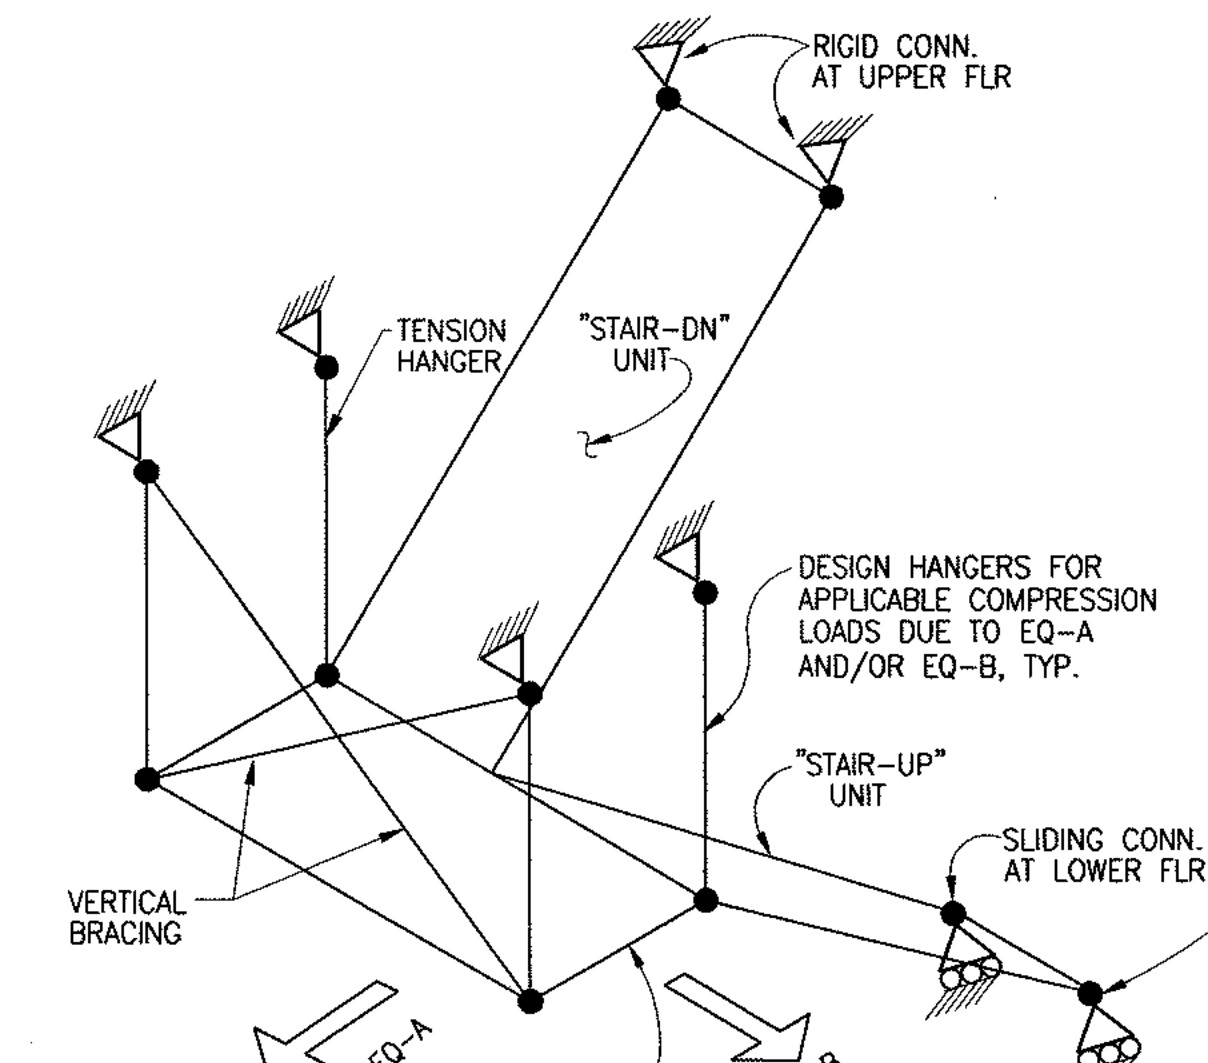 RIGID CONN.
AT UPPER FLR
TENSION
HANGER
"STAIR-DN"
UNIT
DESIGN HANGERS FOR
APPLICABLE COMPRESSION
LOADS DUE TO EQ-A
AND/OR EQ-B, TYP.
"STAIR-UP"
UNIT
SLIDING CONN.
AT LOWER FLR
VERTICAL
BRACING
EQ-A